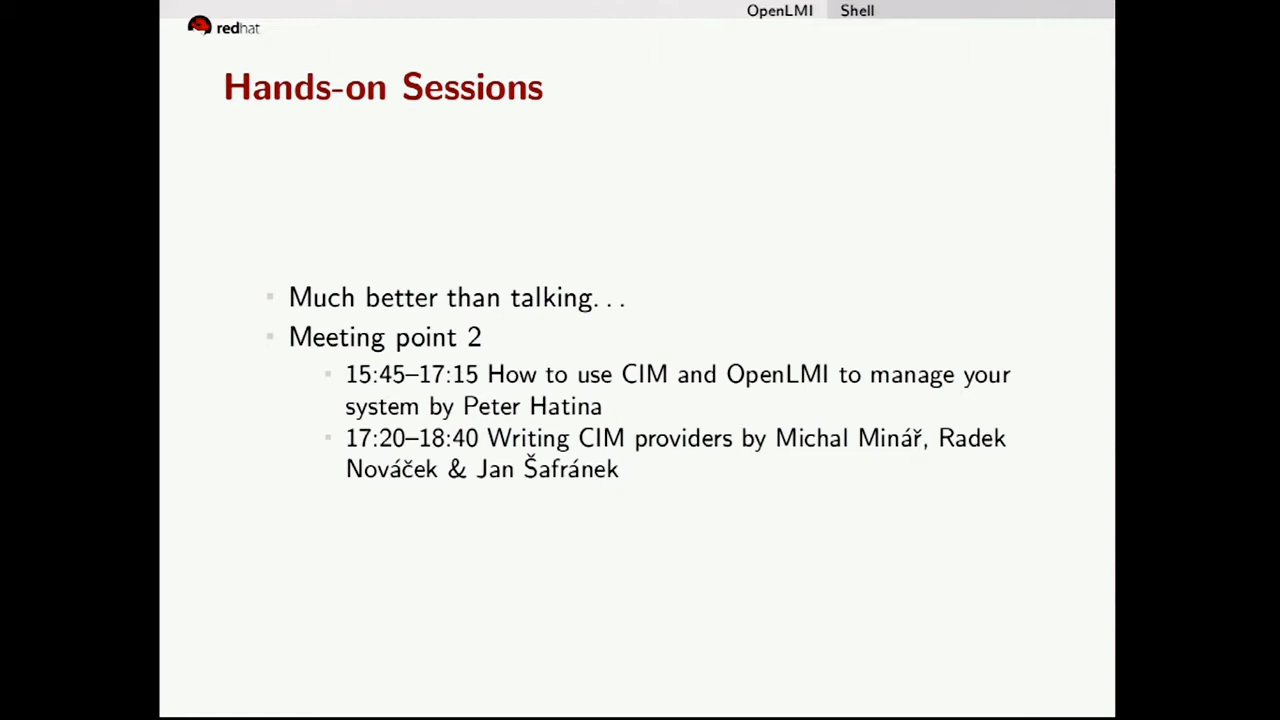 OpenLMI Shell
redhat
Hands-on Sessions
Much better than talking. . .
Meeting point 2
15:45–17:15 How to use CIM and OpenLMI to manage your
system by Peter Hatina
17:20–18:40 Writing CIM providers by Michal Minář, Radek
Nováček & Jan Šafránek